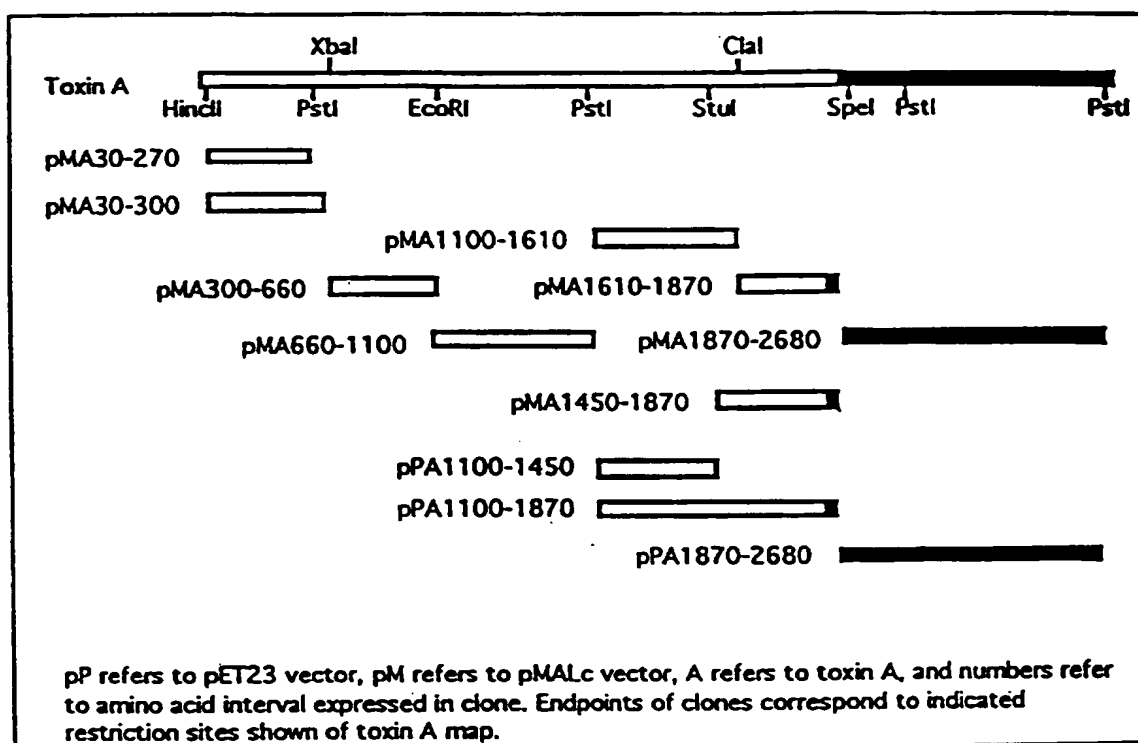 XbaI ClaI
Toxin A
HincII PstI EcoRI PstI StuI SpeI PstI PstI
pMA30-270
pMA30-300
pMA1100-1610
pMA300-660 pMA1610-1870
pMA660-1100 pMA1870-2680
pMA1450-1870
pPA1100-1450
pPA1100-1870
pPA1870-2680
pP refers to pET23 vector, pM refers to pMALc vector, A refers to toxin A, and numbers refer
to amino acid interval expressed in clone. Endpoints of clones correspond to indicated
restriction sites shown of toxin A map.